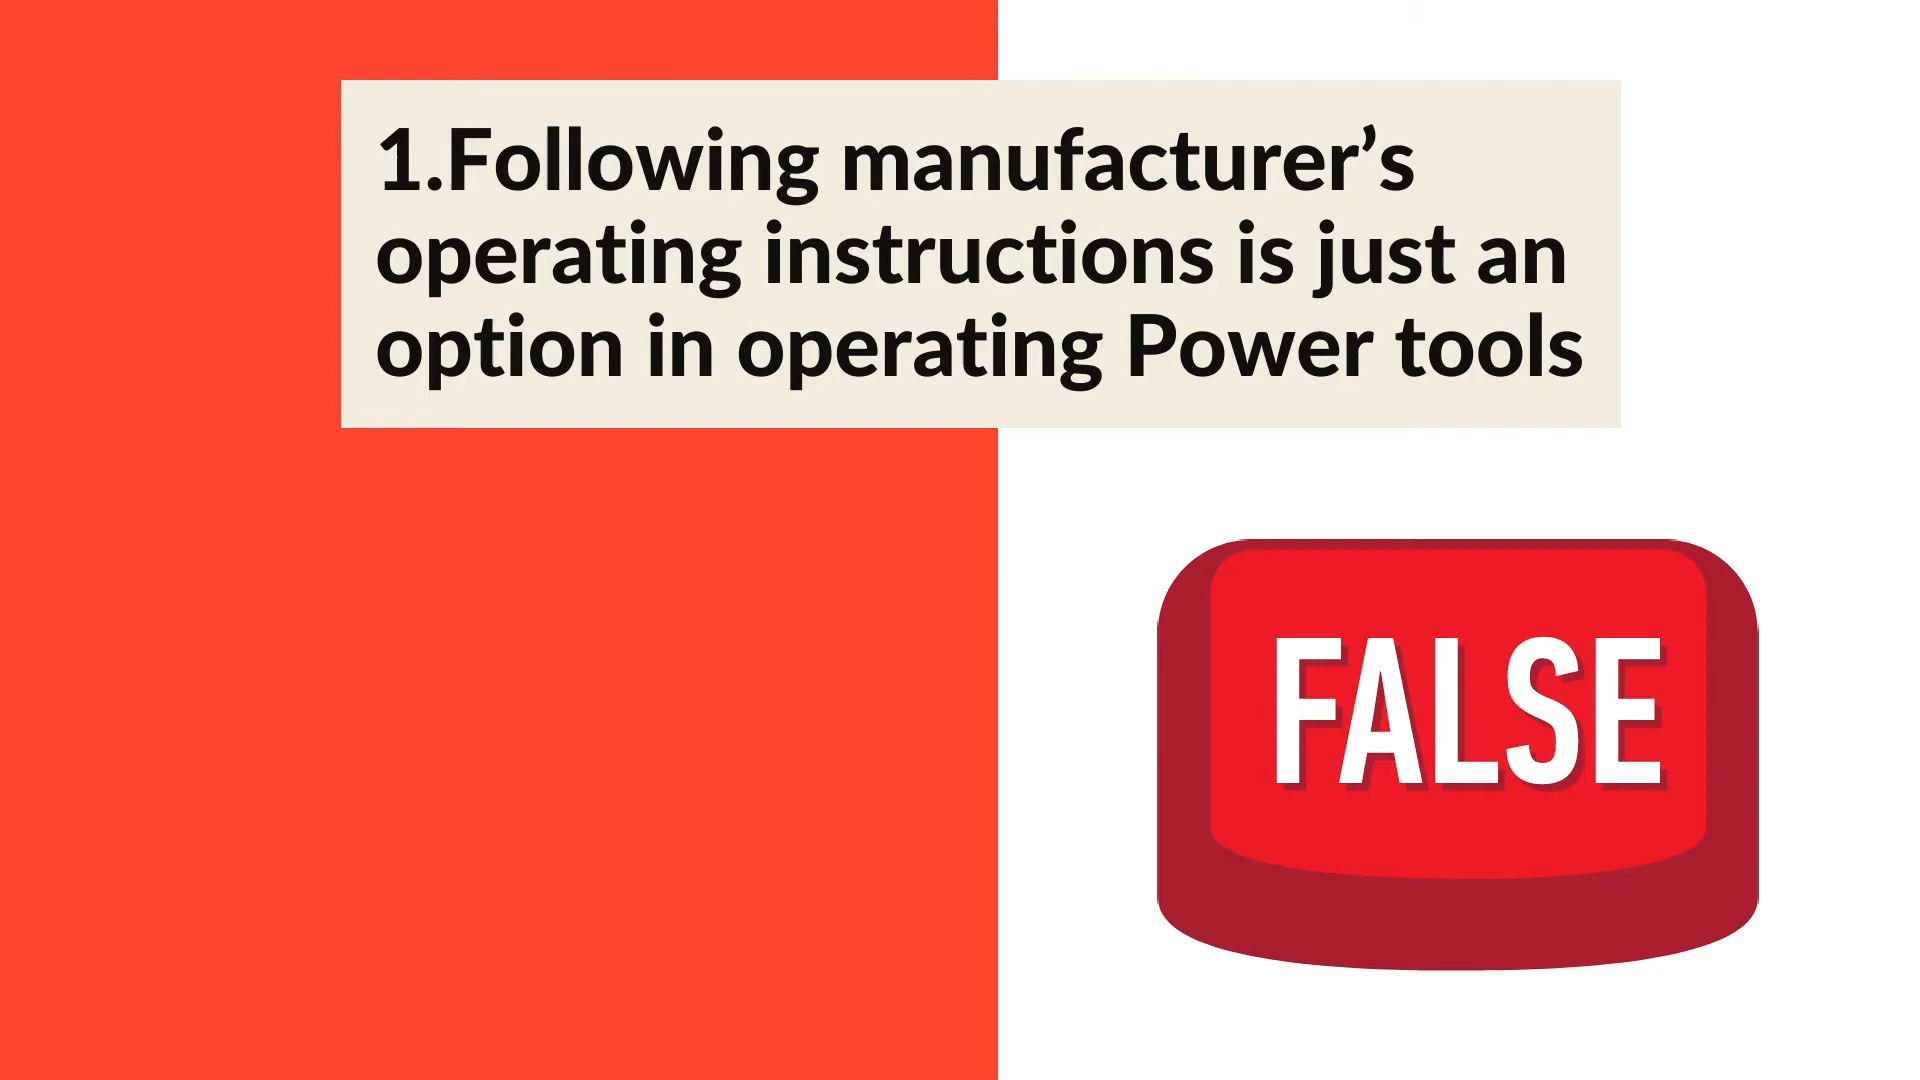 1.Following manufacturer’s
operating instructions is just an
option in operating Power tools
FALSE